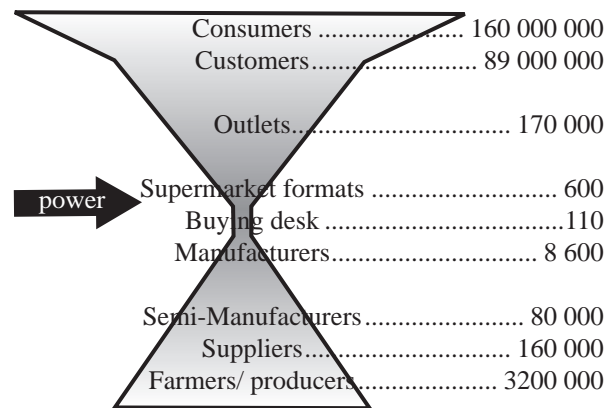 Consumers ...................... 160 000 000
Customers......................... 89 000 000
Outlets................................. 170 000
Supermarket formats ............................ 600
power
Buying desk ................................110
Manufacturers................................ 8 600
Semi-Manufacturers........................ 80 000
Suppliers................................ 160 000
Farmers/ producers..................... 3200 000